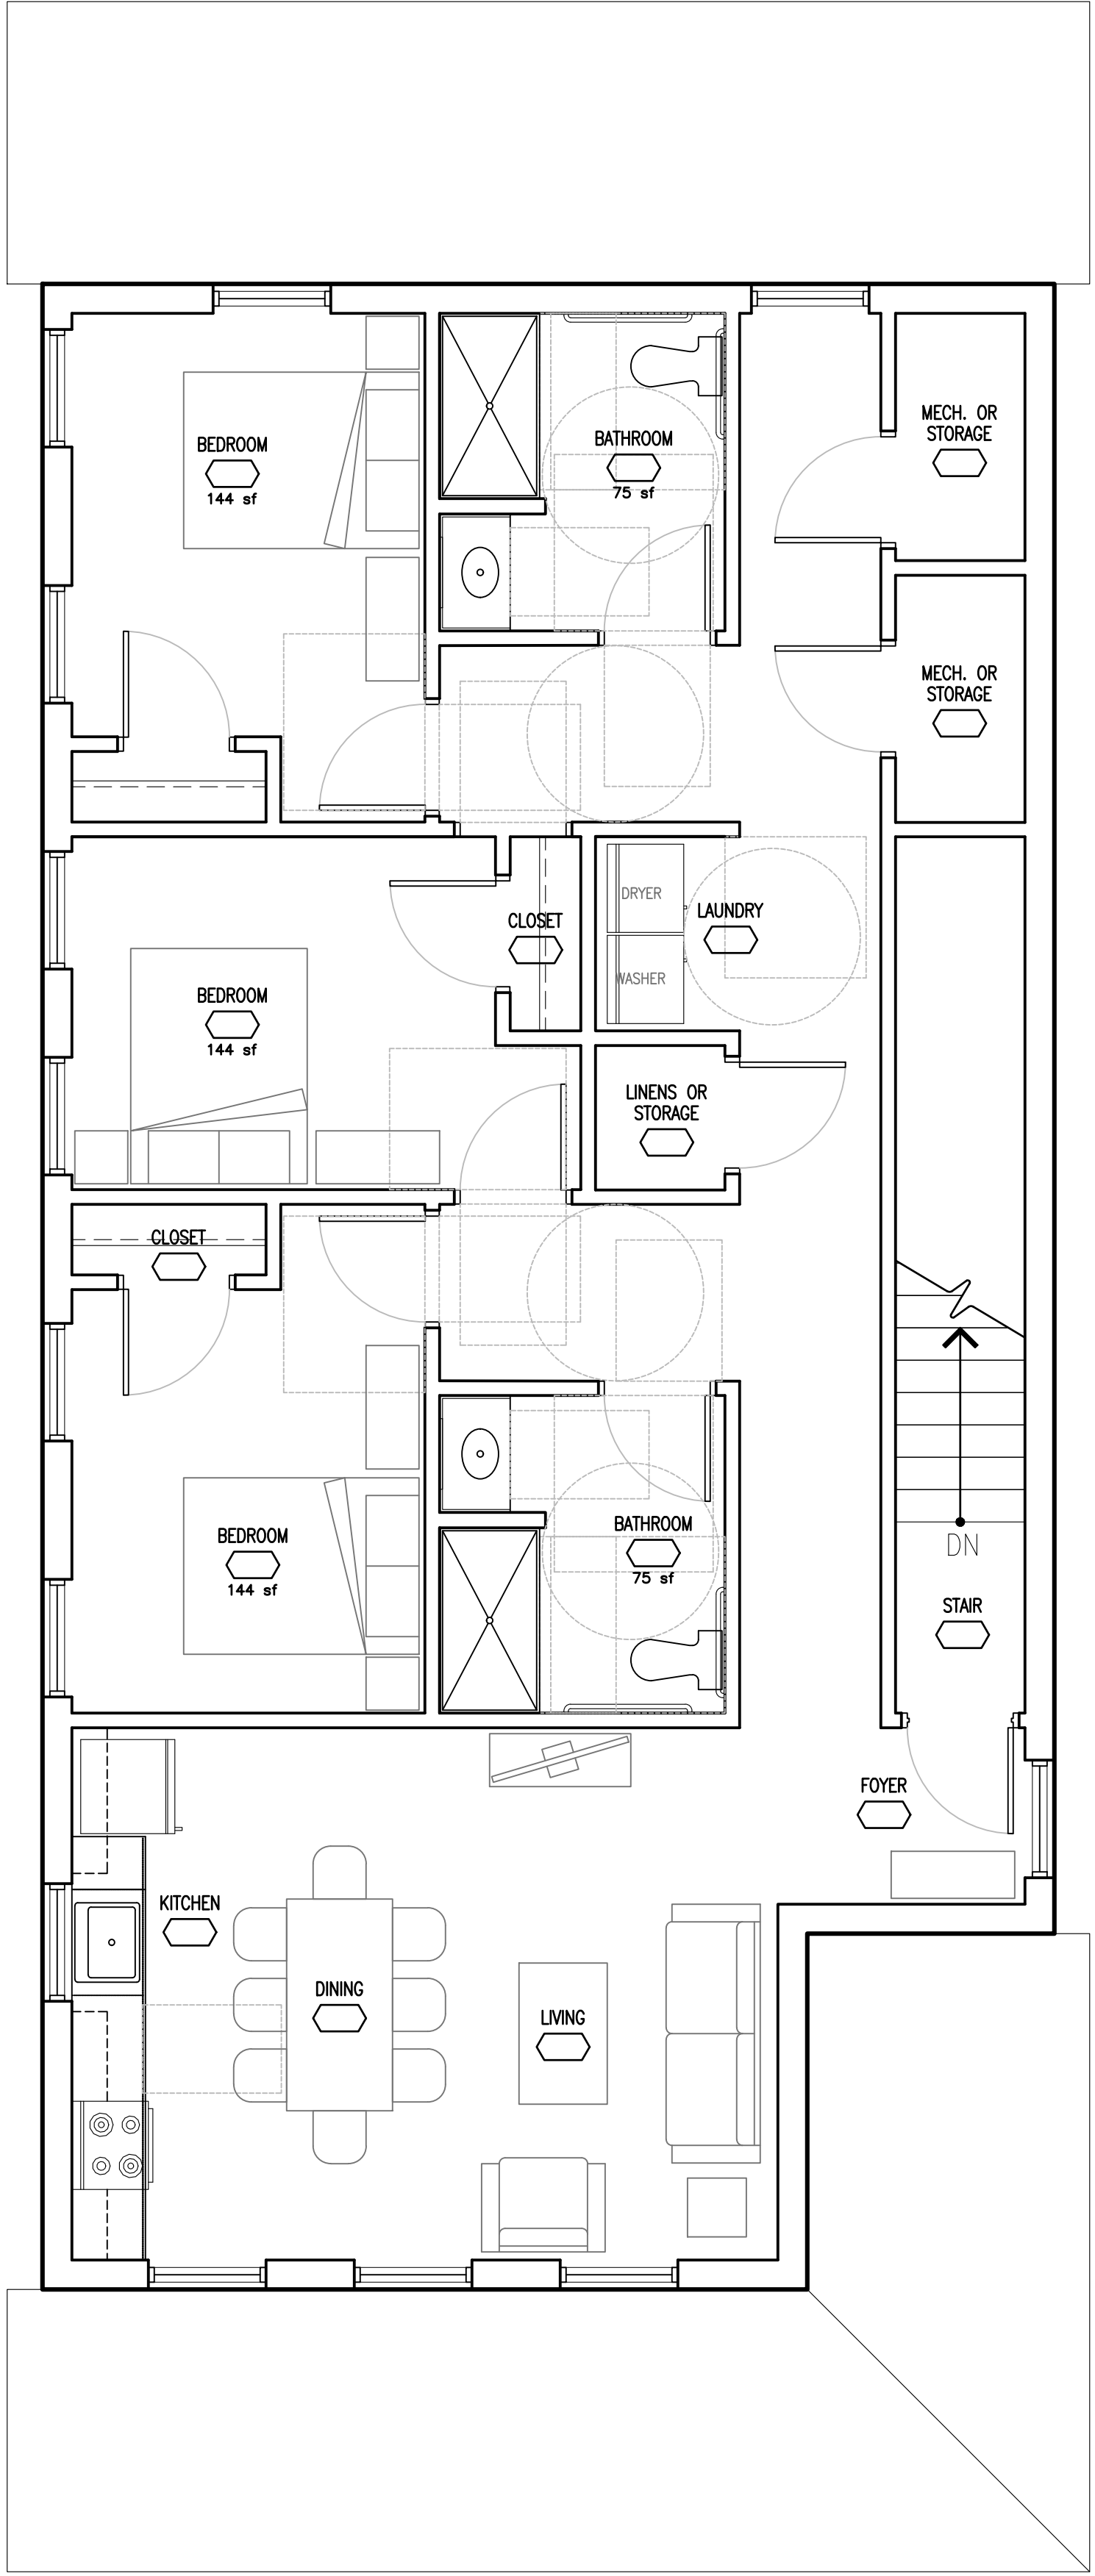 MECH. OR
STORAGE
BEDROOM
144 sf
BATHROOM
75 sf
MECH. OR
STORAGE
DRYER
LAUNDRY
CLOSET
WASHER
BEDROOM
144 sf
LINENS OR
STORAGE
CLOSET
BEDROOM
144 sf
BATHROOM
75 sf
DN
STAIR
FOYER
KITCHEN
DINING
LIVING